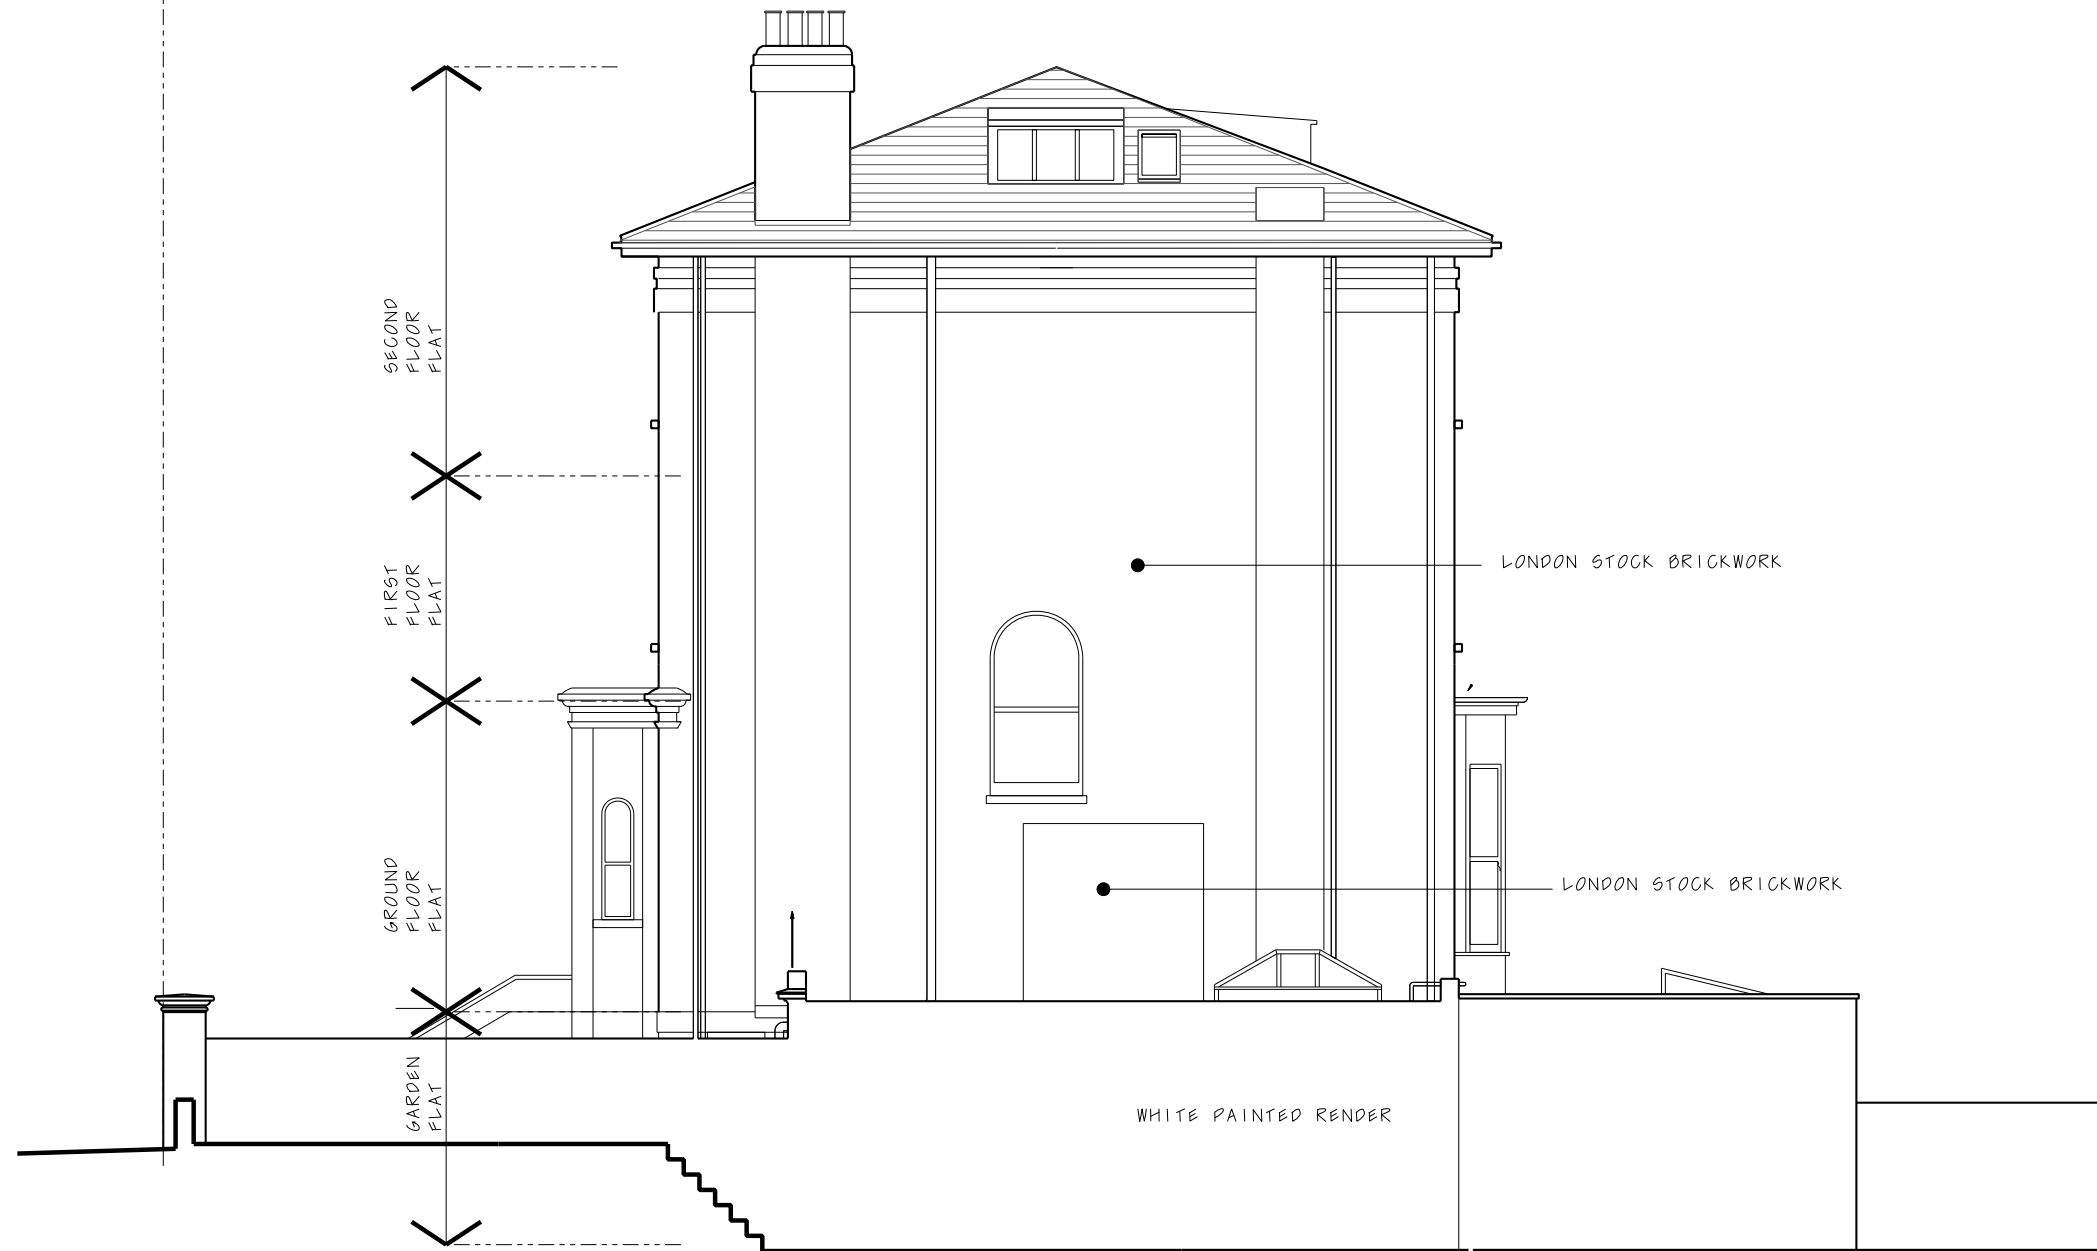 SECOND
FLOOR
FLAT
FIRST
FLOOR
FLAT
LONDON STOCK BRICKWORK
GROUND
FLOOR
FLAT
LONDON STOCK BRICKWORK
GARDEN
FLAT
WHITE PAINTED RENDER